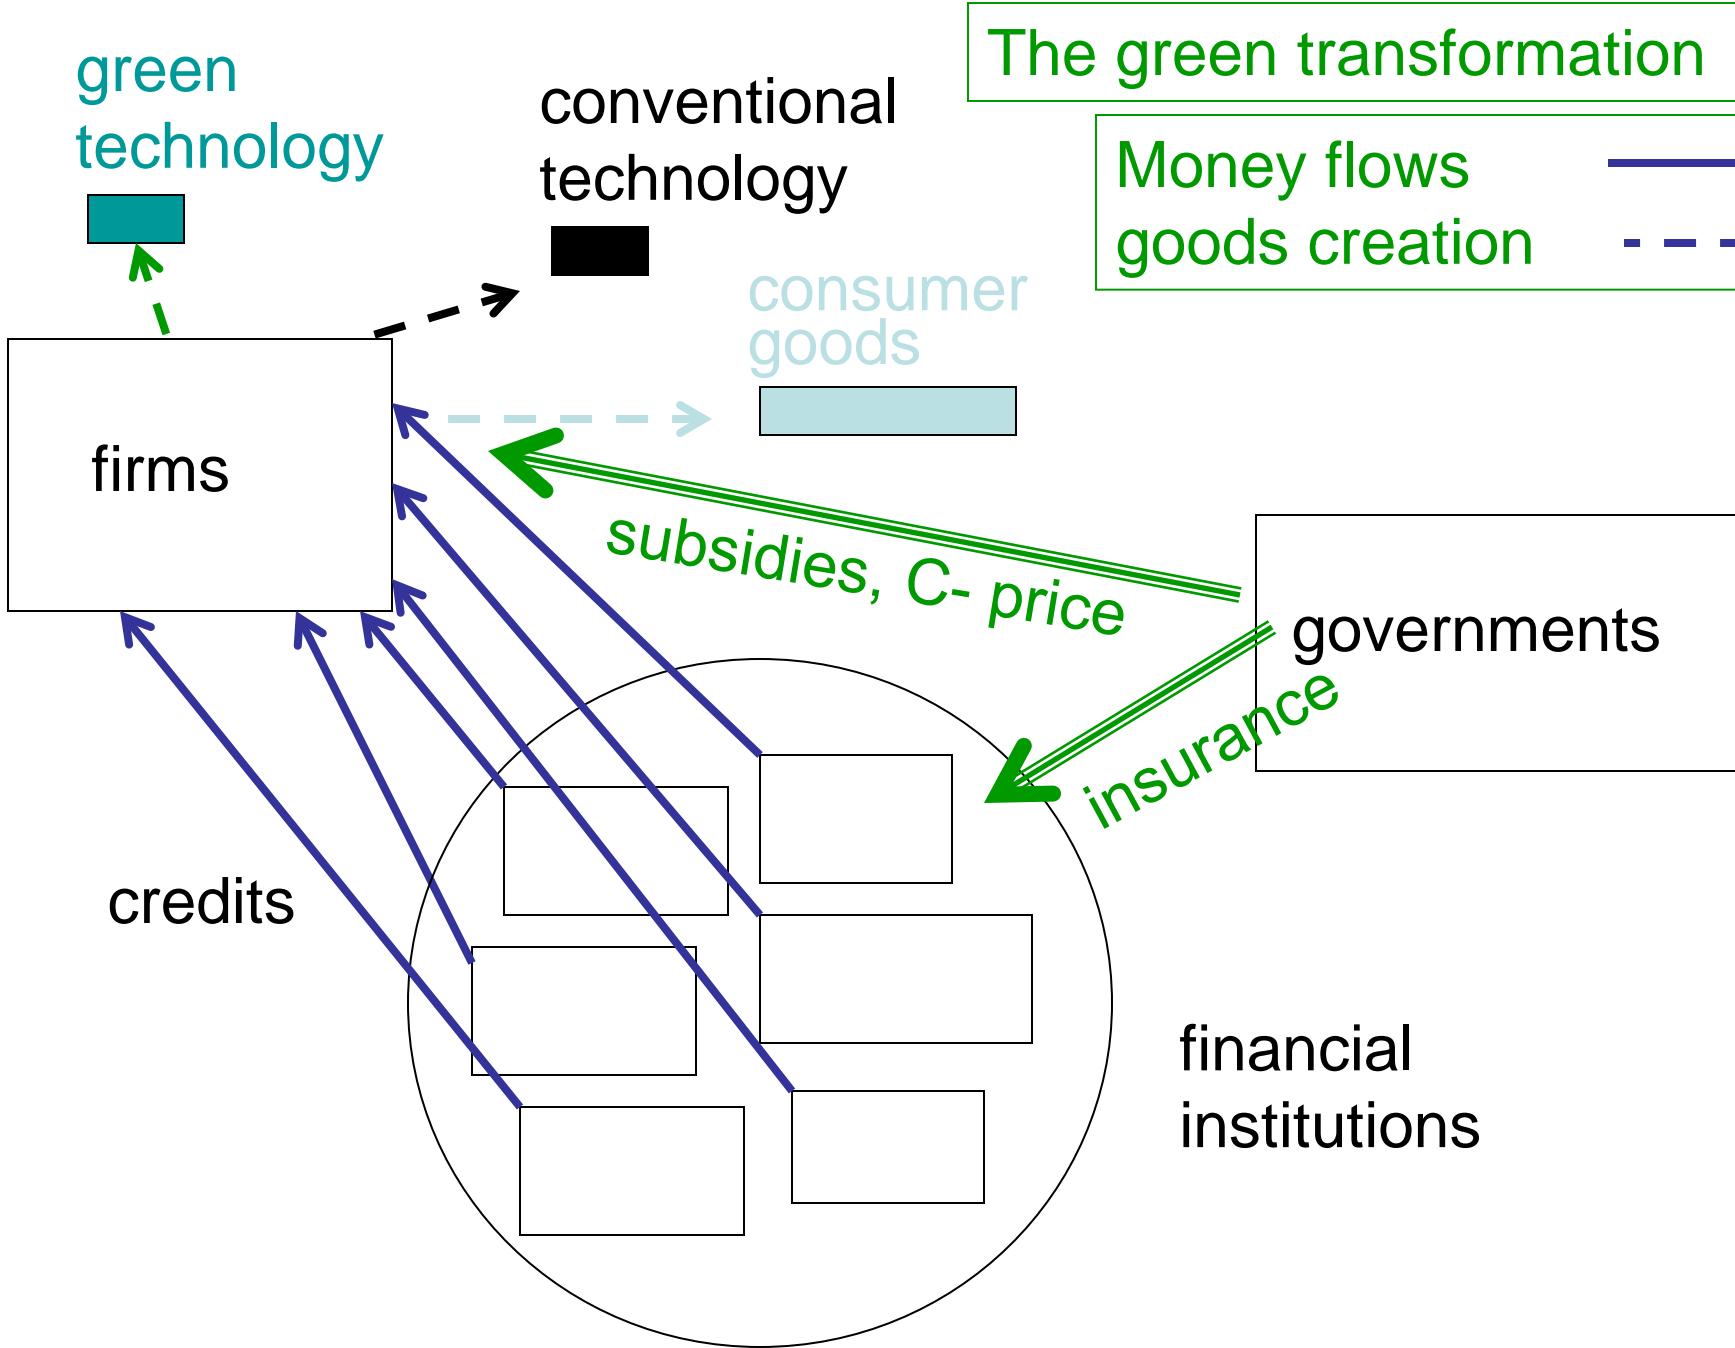 The green transformation
green
technology
conventional
technology
Money flows
goods creation
consumer
goods
firms
subsidies, C- price
governments
insurance
credits
financial
institutions